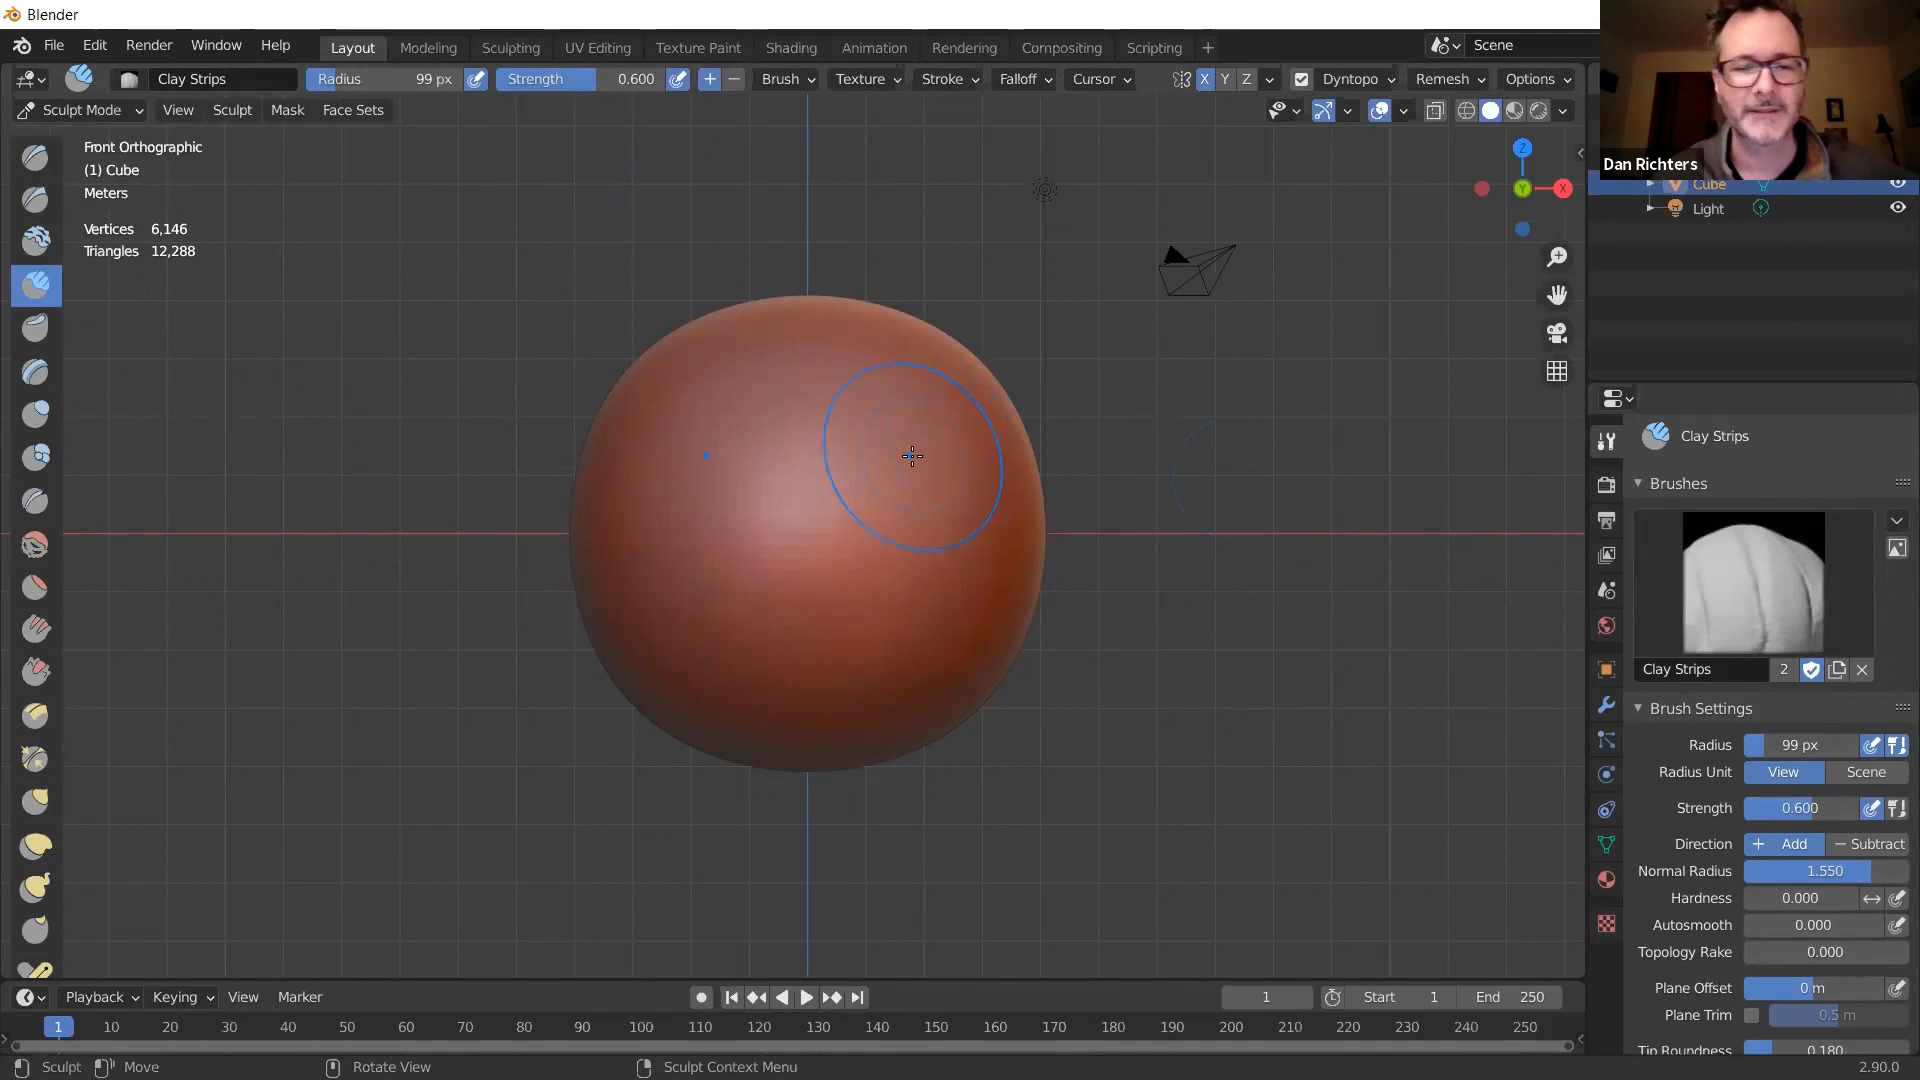 Blender
File Edit Render Window Help Layout Modeling Sculpting UV Editing Texture Paint Shading Animation Rendering Compositing Scripting + Scene
Clay Strips Radius 99 px Strength 0.600 + − Brush Texture Stroke Falloff Cursor X Y Z Dyntopo Remesh Options
Sculpt Mode View Sculpt Mask Face Sets
Front Orthographic
(1) Cube
Meters
Vertices 6,146
Triangles 12,288
Z
Y
X
Dan Richters
Cube
Light
Clay Strips
Brushes
Clay Strips 2
Brush Settings
Radius 99 px
Radius Unit View Scene
Strength 0.600
Direction + Add − Subtract
Normal Radius 1.550
Hardness 0.000
Autosmooth 0.000
Topology Rake 0.000
Plane Offset 0 m
Plane Trim 0.5 m
Tip Roundness 0.180
Playback Keying View Marker 1 Start 1 End 250
1 10 20 30 40 50 60 70 80 90 100 110 120 130 140 150 160 170 180 190 200 210 220 230 240 250
Sculpt Move Rotate View Sculpt Context Menu 2.90.0